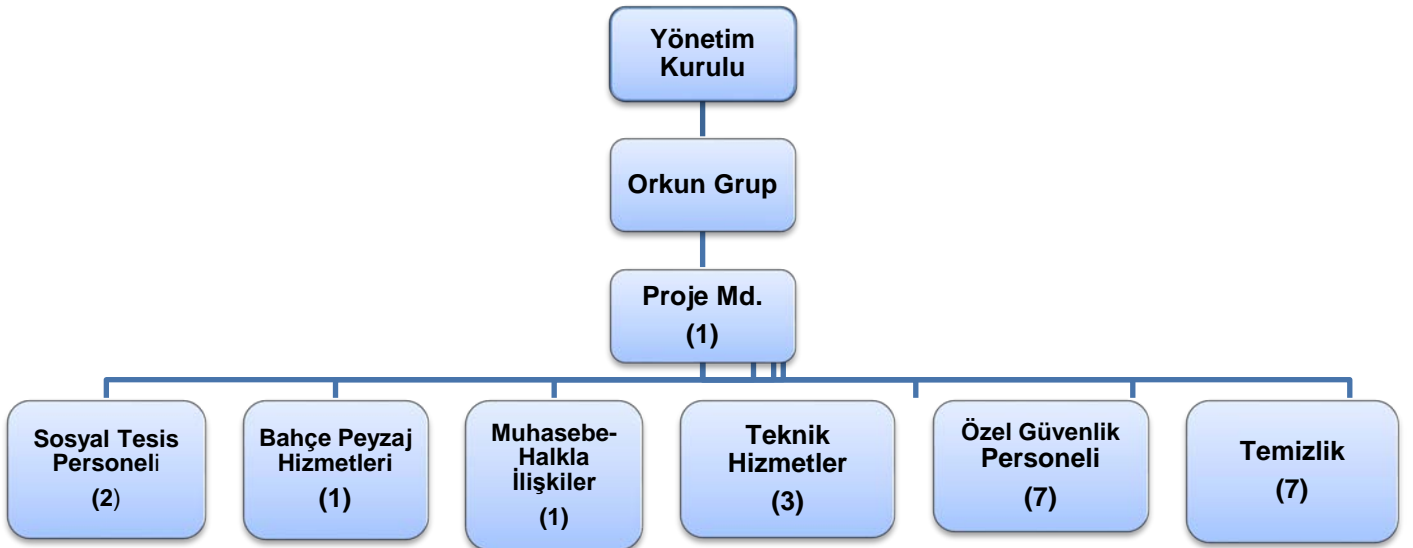 Yönetim
Kurulu
Orkun Grup
Proje Md.
(1)
Sosyal Tesis
Personeli
(2)
Bahçe Peyzaj
Hizmetleri
(1)
Muhasebe-
Halkla
İlişkiler
(1)
Teknik
Hizmetler
(3)
Özel Güvenlik
Personeli
(7)
Temizlik
(7)